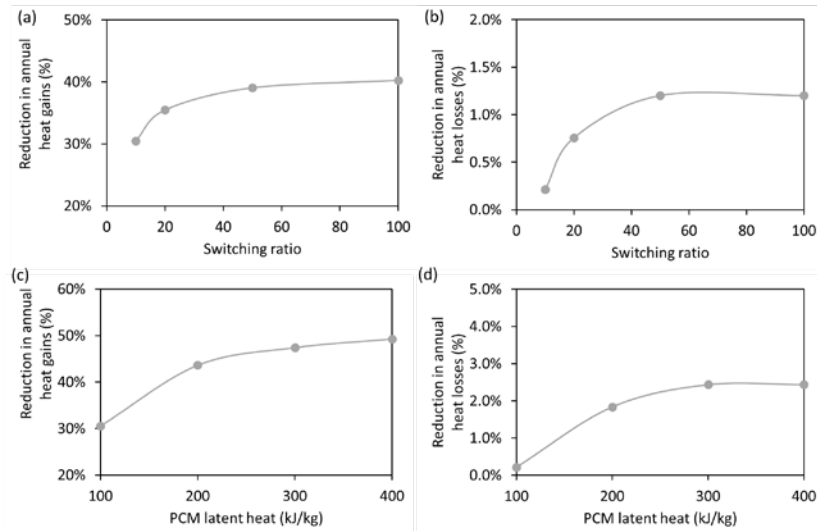 (a)
Reduction in annual
heat gains (%)
50%
40%
30%
20%
0
20
40
60
80
100
Switching ratio
(b)
Reduction in annual
heat losses (%)
2.0%
1.5%
1.0%
0.5%
0.0%
0
20
40
60
80
100
Switching ratio
(c)
Reduction in annual
heat gains (%)
60%
50%
40%
30%
20%
100
200
300
400
PCM latent heat (kJ/kg)
(d)
Reduction in annual
heat losses (%)
5.0%
4.0%
3.0%
2.0%
1.0%
0.0%
100
200
300
400
PCM latent heat (kJ/kg)